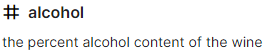 # alcohol
the percent alcohol content of the wine